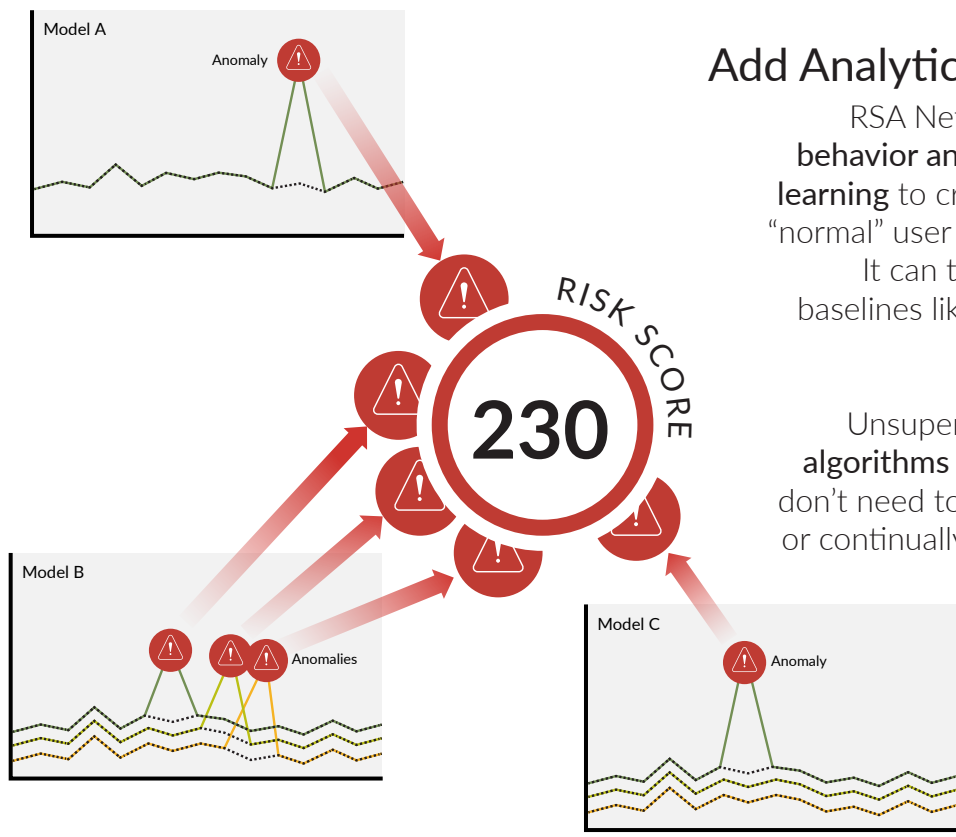 Model A
Anomaly
Add Analytic
RSA Ne
behavior an
learning to cr
“normal” user
It can t
baselines lik
RISK SCORE
230
Unsuper
algorithms
don’t need to
or continually
Model B
Anomalies
Model C
Anomaly